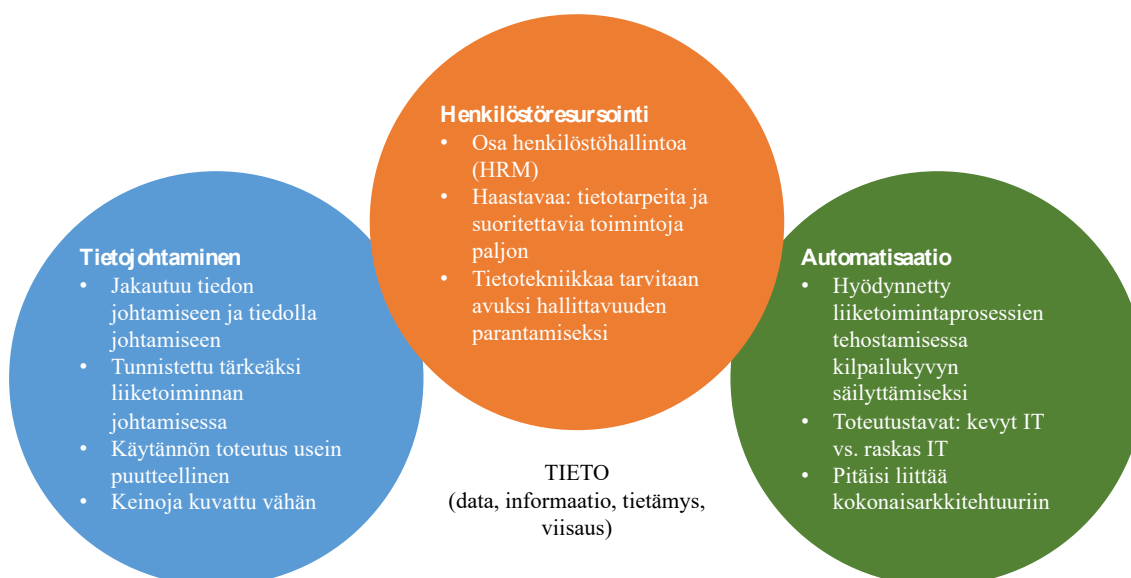 Henkilöstöresursointi
• Osa henkilöstöhallintoa
(HRM)
• Haastavaa: tietotarpeita ja
suoritettavia toimintoja
paljon
• Tietotekniikkaa tarvitaan
avuksi hallittavuuden
parantamiseksi
Tietojohtaminen
• Jakautuu tiedon
johtamiseen ja tiedolla
johtamiseen
• Tunnistettu tärkeäksi
liiketoiminnan
johtamisessa
• Käytännön toteutus usein
puutteellinen
• Keinoja kuvattu vähän
Automatisaatio
• Hyödynnetty
liiketoimintaprosessien
tehostamisessa
kilpailukyvyn
säilyttämiseksi
• Toteutustavat: kevyt IT
vs. raskas IT
• Pitäisi liittää
kokonaisarkkitehtuuriin
TIETO
(data, informaatio, tietämys,
viisaus)